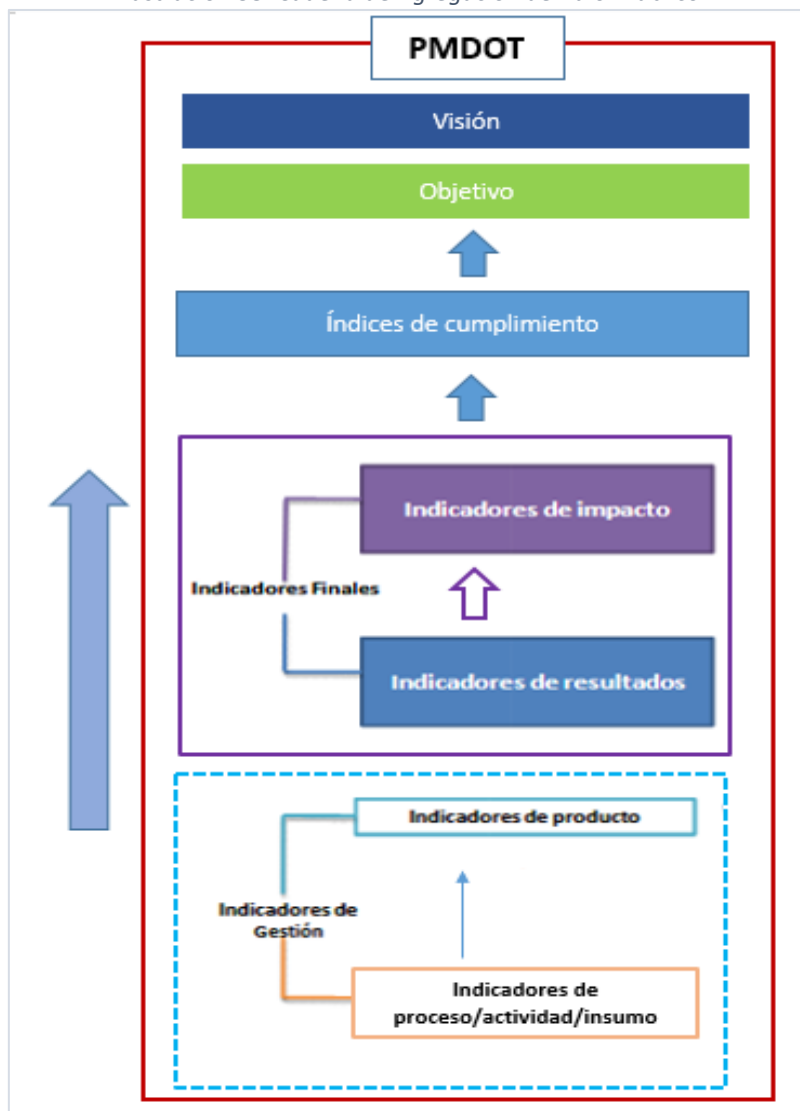 PMDOT
Visión
Objetivo
Índices de cumplimiento
Indicadores de impacto
Indicadores Finales
Indicadores de resultados
Indicadores de producto
Indicadores de
Gestión
Indicadores de
proceso/actividad/insumo